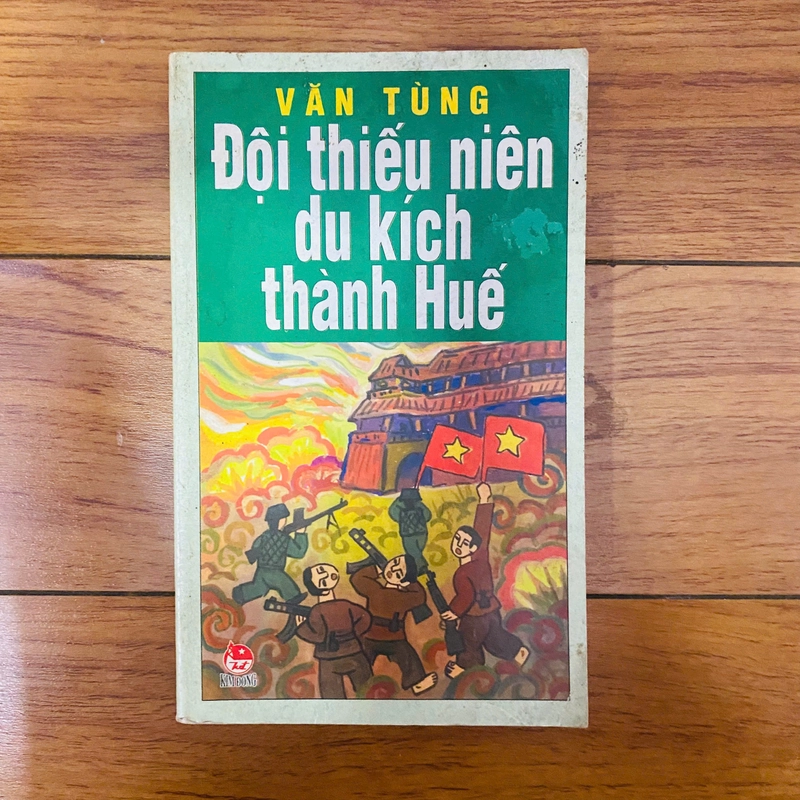 VĂN TÙNG
Đội thiếu niên
du kích
thành Huế
KIM ĐỒNG